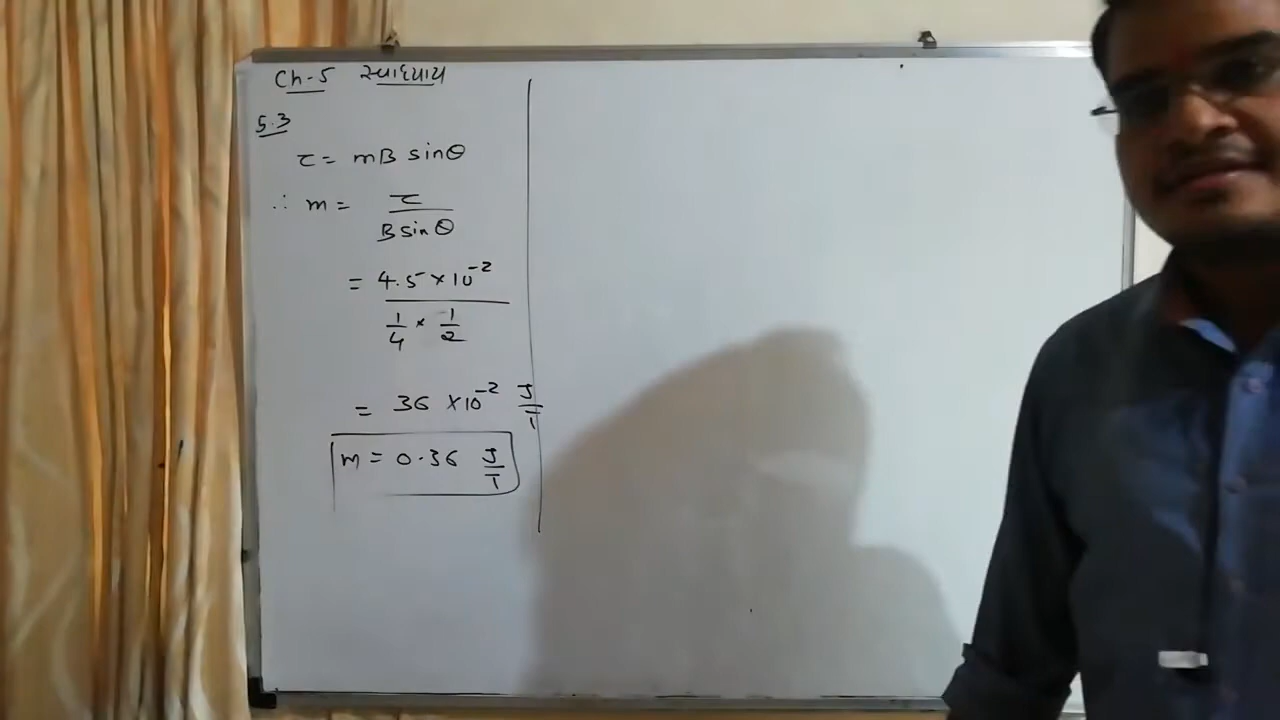 Ch-5 સ્વાધ્યાય
5.3
τ = mB sinθ
∴ m = τ / B sinθ
= 4.5 × 10⁻² / 1/4 × 1/2
= 36 × 10⁻² J/T
m = 0.36 J/T